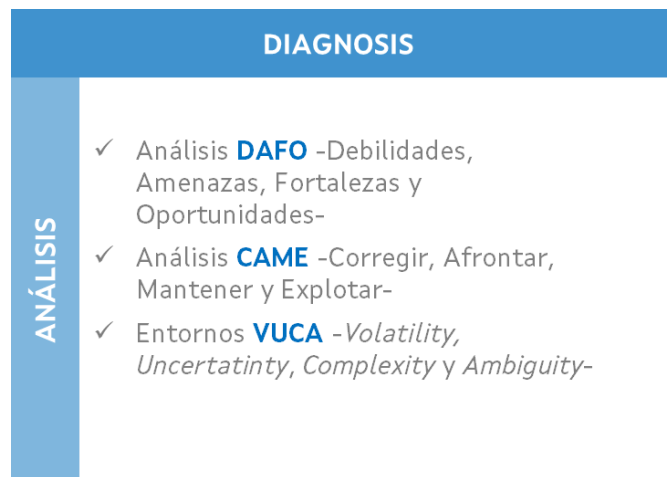 DIAGNOSIS
ANÁLISIS
✓ Análisis DAFO -Debilidades,
Amenazas, Fortalezas y
Oportunidades-
✓ Análisis CAME -Corregir, Afrontar,
Mantener y Explotar-
✓ Entornos VUCA -Volatility,
Uncertatinty, Complexity y Ambiguity-